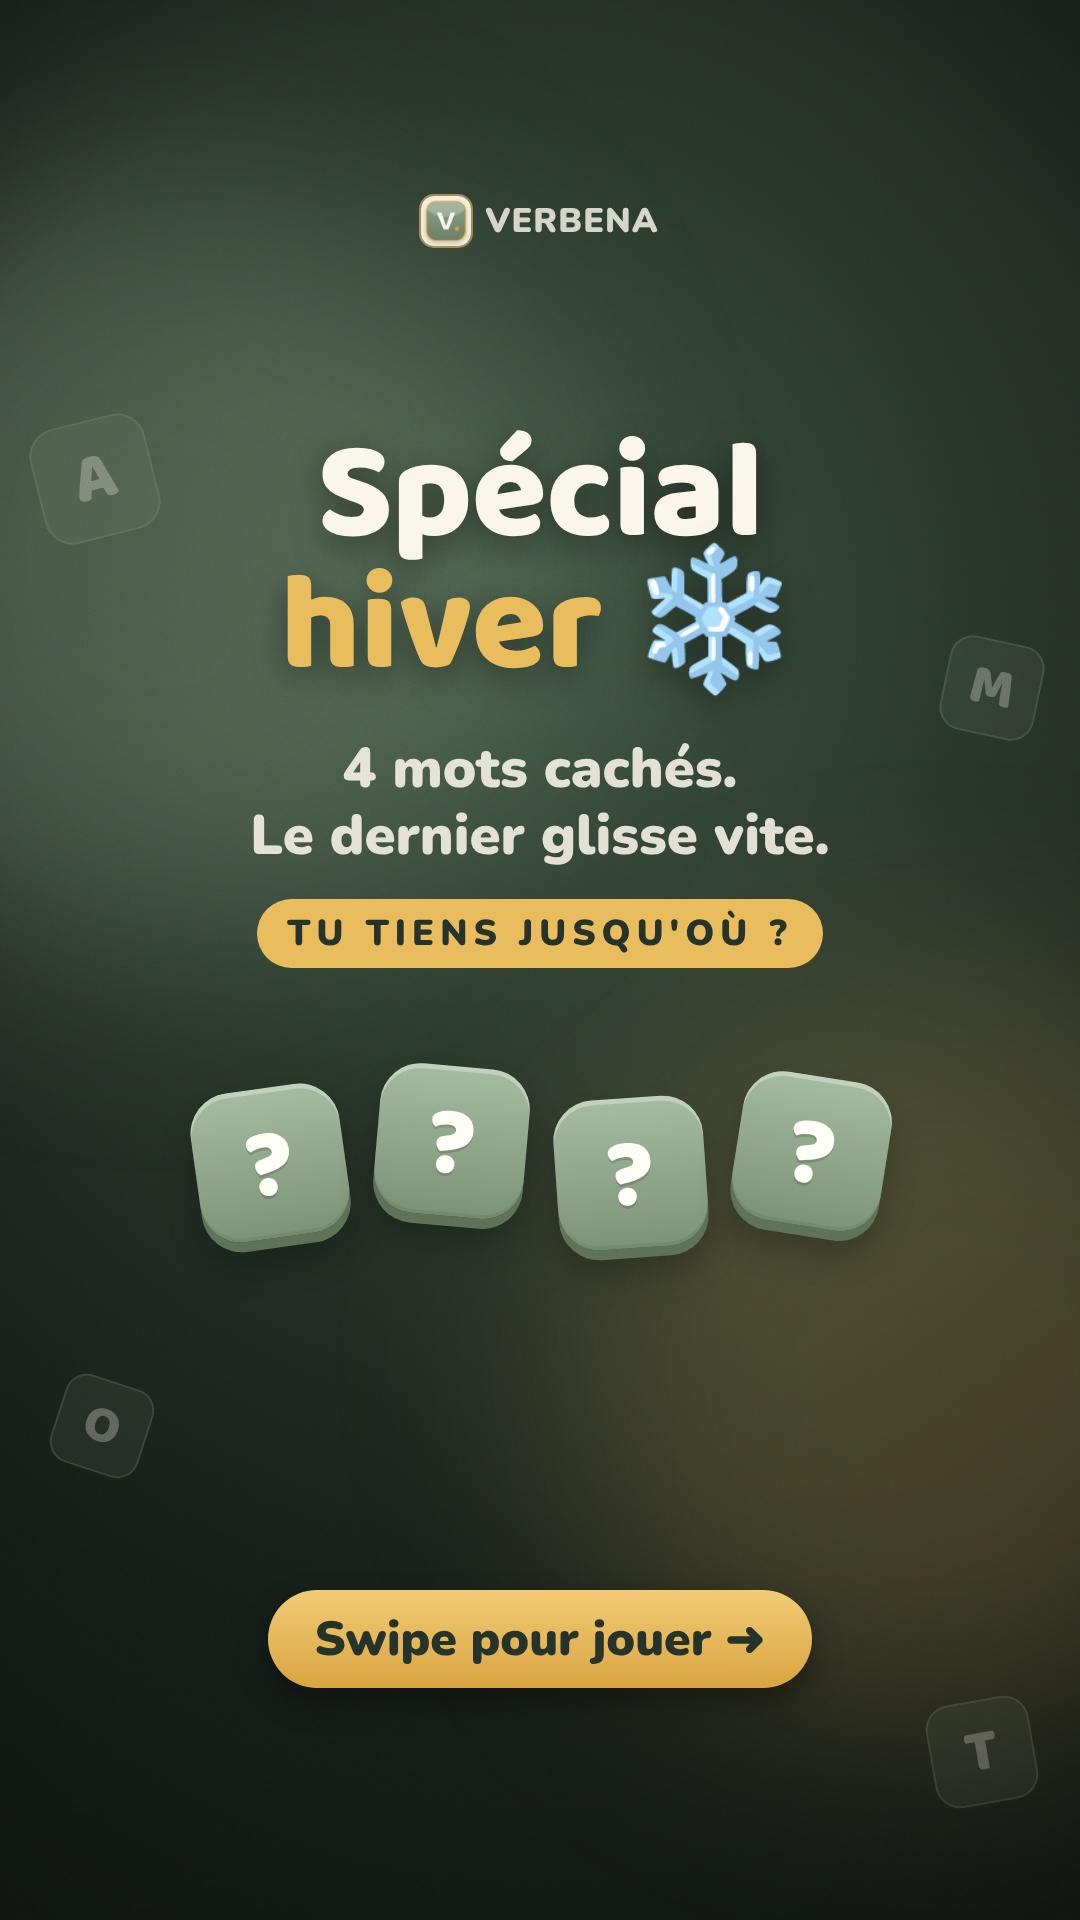 V.
VERBENA
A
Spécial
hiver ❄️
M
4 mots cachés.
Le dernier glisse vite.
TU TIENS JUSQU'OÙ ?
? ? ? ?
O
Swipe pour jouer ➜
T